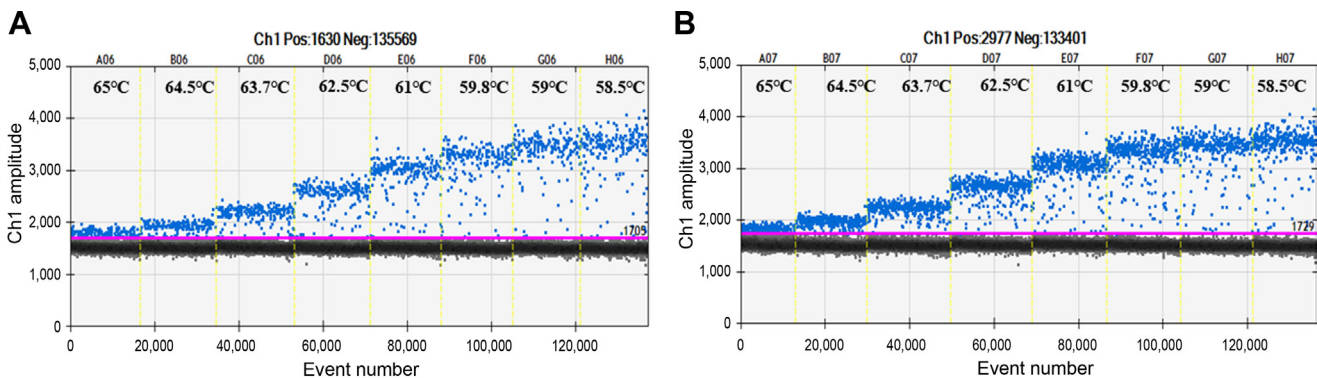 A
Ch1 Pos:1630 Neg:135569
A06 B06 C06 D06 E06 F06 G06 H06
65°C 64.5°C 63.7°C 62.5°C 61°C 59.8°C 59°C 58.5°C
5,000
4,000
3,000
2,000
1,000
0
1705
Ch1 amplitude
0 20,000 40,000 60,000 80,000 100,000 120,000
Event number
B
Ch1 Pos:2977 Neg:133401
A07 B07 C07 D07 E07 F07 G07 H07
65°C 64.5°C 63.7°C 62.5°C 61°C 59.8°C 59°C 58.5°C
5,000
4,000
3,000
2,000
1,000
0
1729
Ch1 amplitude
0 20,000 40,000 60,000 80,000 100,000 120,000
Event number